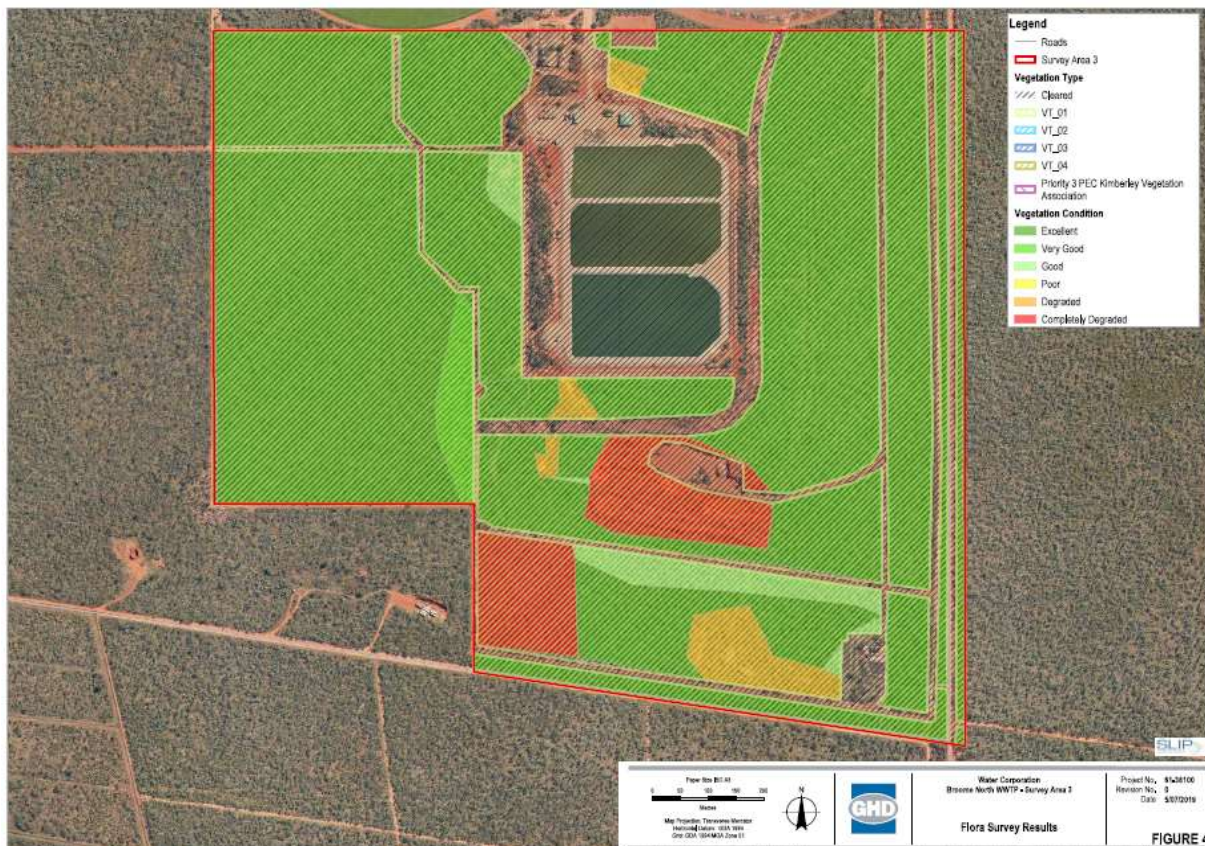 Legend
Roads
Survey Area 3
Vegetation Type
Cleared
VT_01
VT_02
VT_03
VT_04
Priority 3 PEC Kimberley Vegetation
Association
Vegetation Condition
Excellent
Very Good
Good
Poor
Degraded
Completely Degraded
SLIP
Metres
Map Projection: Transverse Mercator
N
GHD
Water Corporation
Broome North WWTP - Survey Area 3
Flora Survey Results
Project No.
Revision No. 0
Date
FIGURE 4